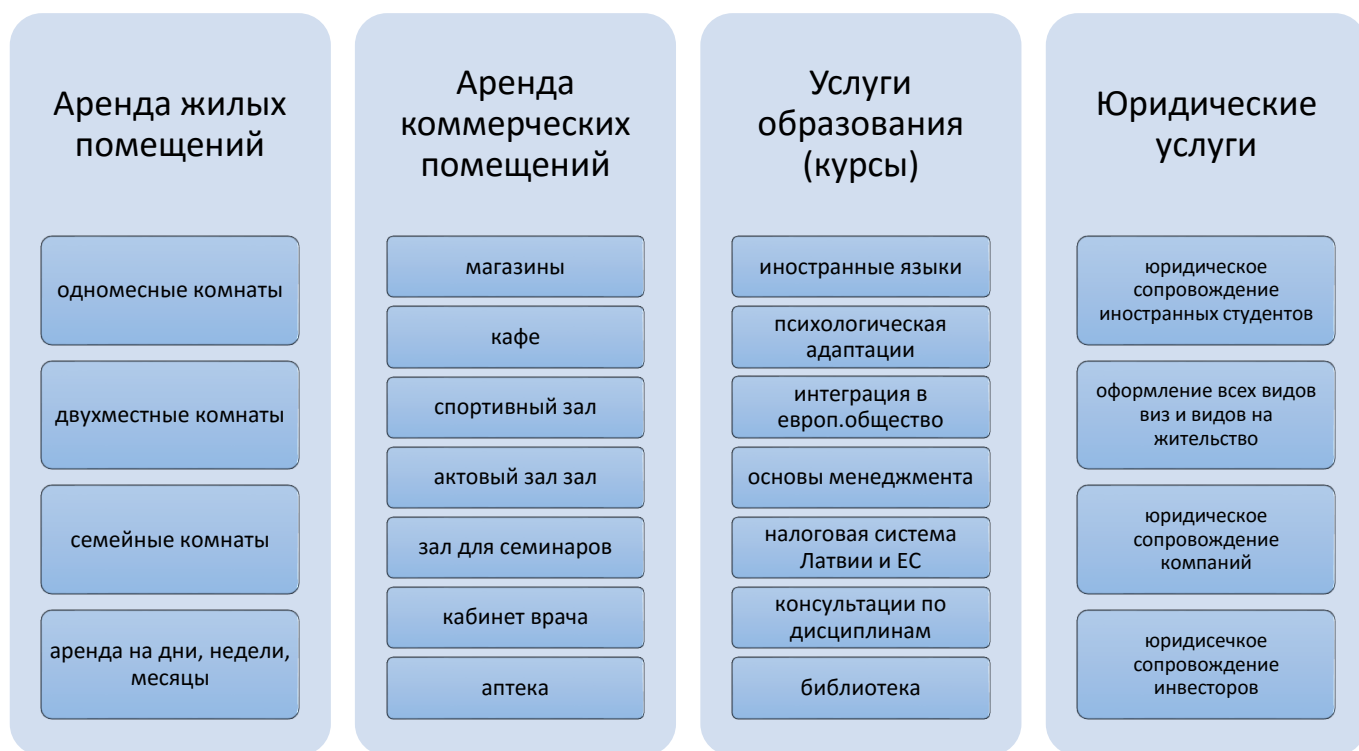 Аренда жилых
помещений
одномесные комнаты
двухместные комнаты
семейные комнаты
аренда на дни, недели,
месяцы
Аренда
коммерческих
помещений
магазины
кафе
спортивный зал
актовый зал зал
зал для семинаров
кабинет врача
аптека
Услуги
образования
(курсы)
иностранные языки
психологическая
адаптации
интеграция в
европ.общество
основы менеджмента
налоговая система
Латвии и ЕС
консультации по
дисциплинам
библиотека
Юридические
услуги
юридическое
сопровождение
иностранных студентов
оформление всех видов
виз и видов на
жительство
юридическое
сопровождение
компаний
юридисечкое
сопровождение
инвесторов